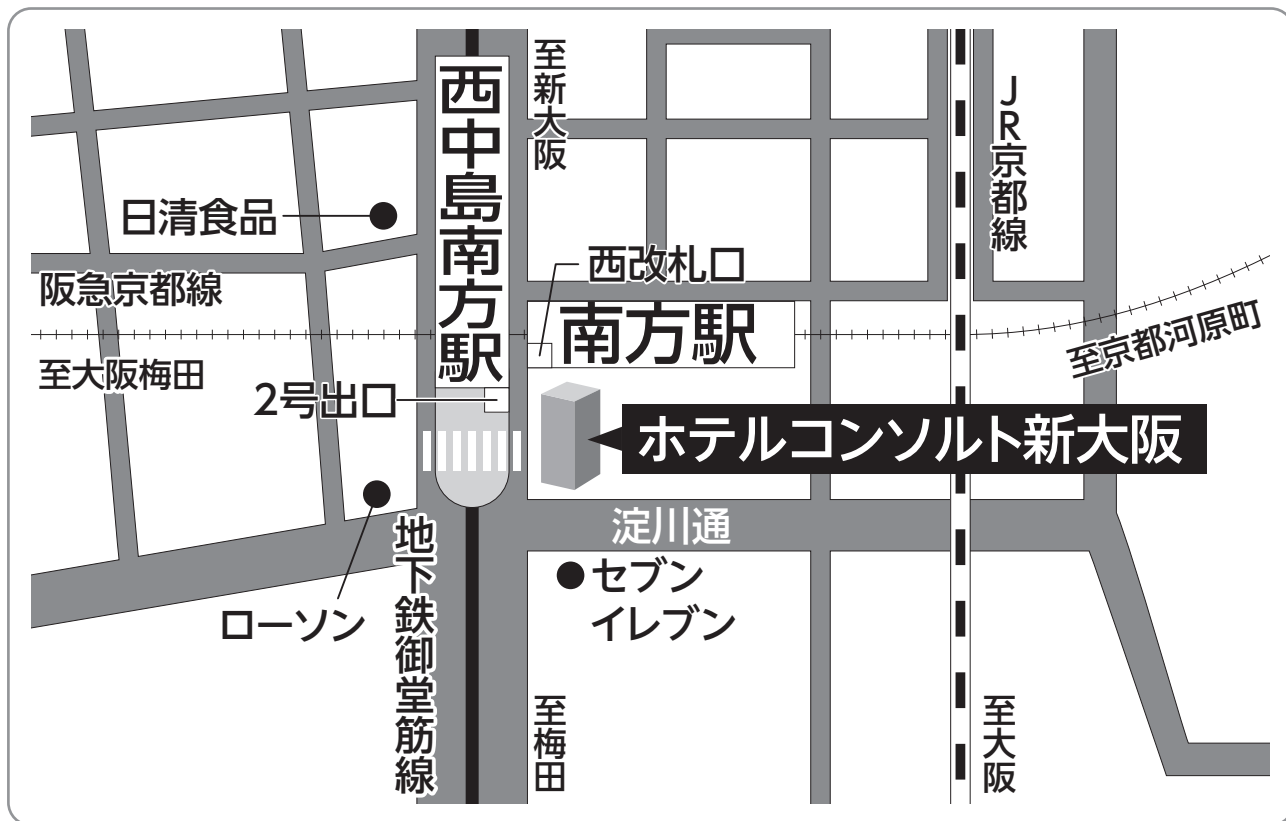 至新大阪
西中島南方駅
JR京都線
日清食品
西改札口
阪急京都線
南方駅
至京都河原町
至大阪梅田
2号出口
ホテルコンソルト新大阪
淀川通
地下鉄御堂筋線
セブン
イレブン
ローソン
至梅田
至大阪